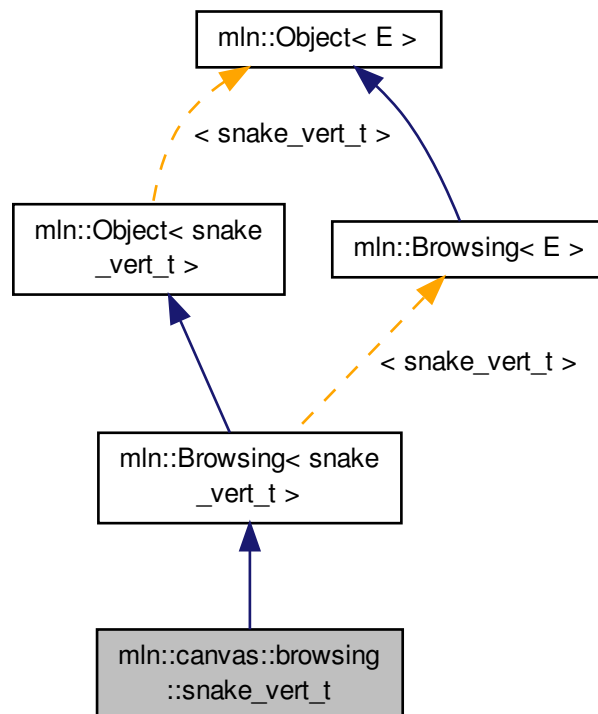 mln::Object< E >
< snake_vert_t >
mln::Object< snake
_vert_t >
mln::Browsing< E >
< snake_vert_t >
mln::Browsing< snake
_vert_t >
mln::canvas::browsing
::snake_vert_t